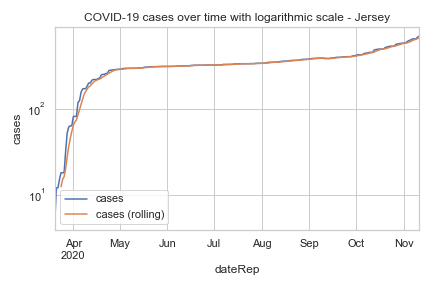 COVID-19 cases over time with logarithmic scale - Jersey
cases
10²
10¹
cases
cases (rolling)
Apr
2020
May
Jun
Jul
Aug
Sep
Oct
Nov
dateRep